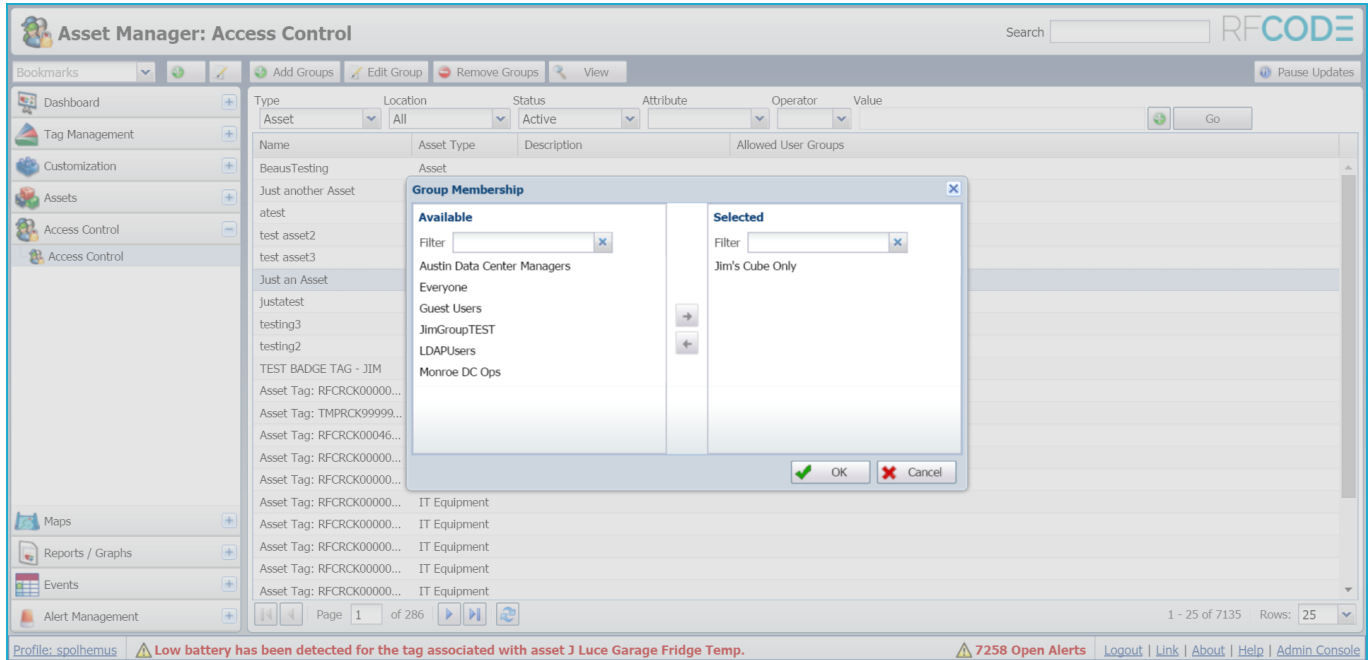 Asset Manager: Access Control
Search
RFCODE
Bookmarks
Add Groups Edit Group Remove Groups View Pause Updates
Dashboard
Tag Management
Customization
Assets
Access Control
Access Control
Maps
Reports / Graphs
Events
Alert Management
Type Location Status Attribute Operator Value
Asset All Active Go
Name Asset Type Description Allowed User Groups
BeausTesting Asset
Just another Asset
atest
test asset2
test asset3
Just an Asset
justatest
testing3
testing2
TEST BADGE TAG - JIM
Asset Tag: RFCRCK00000...
Asset Tag: TMPRCK99999...
Asset Tag: RFCRCK00046...
Asset Tag: RFCRCK00000...
Asset Tag: RFCRCK00000...
Asset Tag: RFCRCK00000... IT Equipment
Asset Tag: RFCRCK00000... IT Equipment
Asset Tag: RFCRCK00000... IT Equipment
Asset Tag: RFCRCK00000... IT Equipment
Asset Tag: RFCRCK00000... IT Equipment
Group Membership
Available
Filter
Austin Data Center Managers
Everyone
Guest Users
JimGroupTEST
LDAPUsers
Monroe DC Ops
Selected
Filter
Jim's Cube Only
OK Cancel
Page 1 of 286 1 - 25 of 7135 Rows: 25
Profile: spolhemus Low battery has been detected for the tag associated with asset J Luce Garage Fridge Temp. 7258 Open Alerts Logout | Link | About | Help | Admin Console